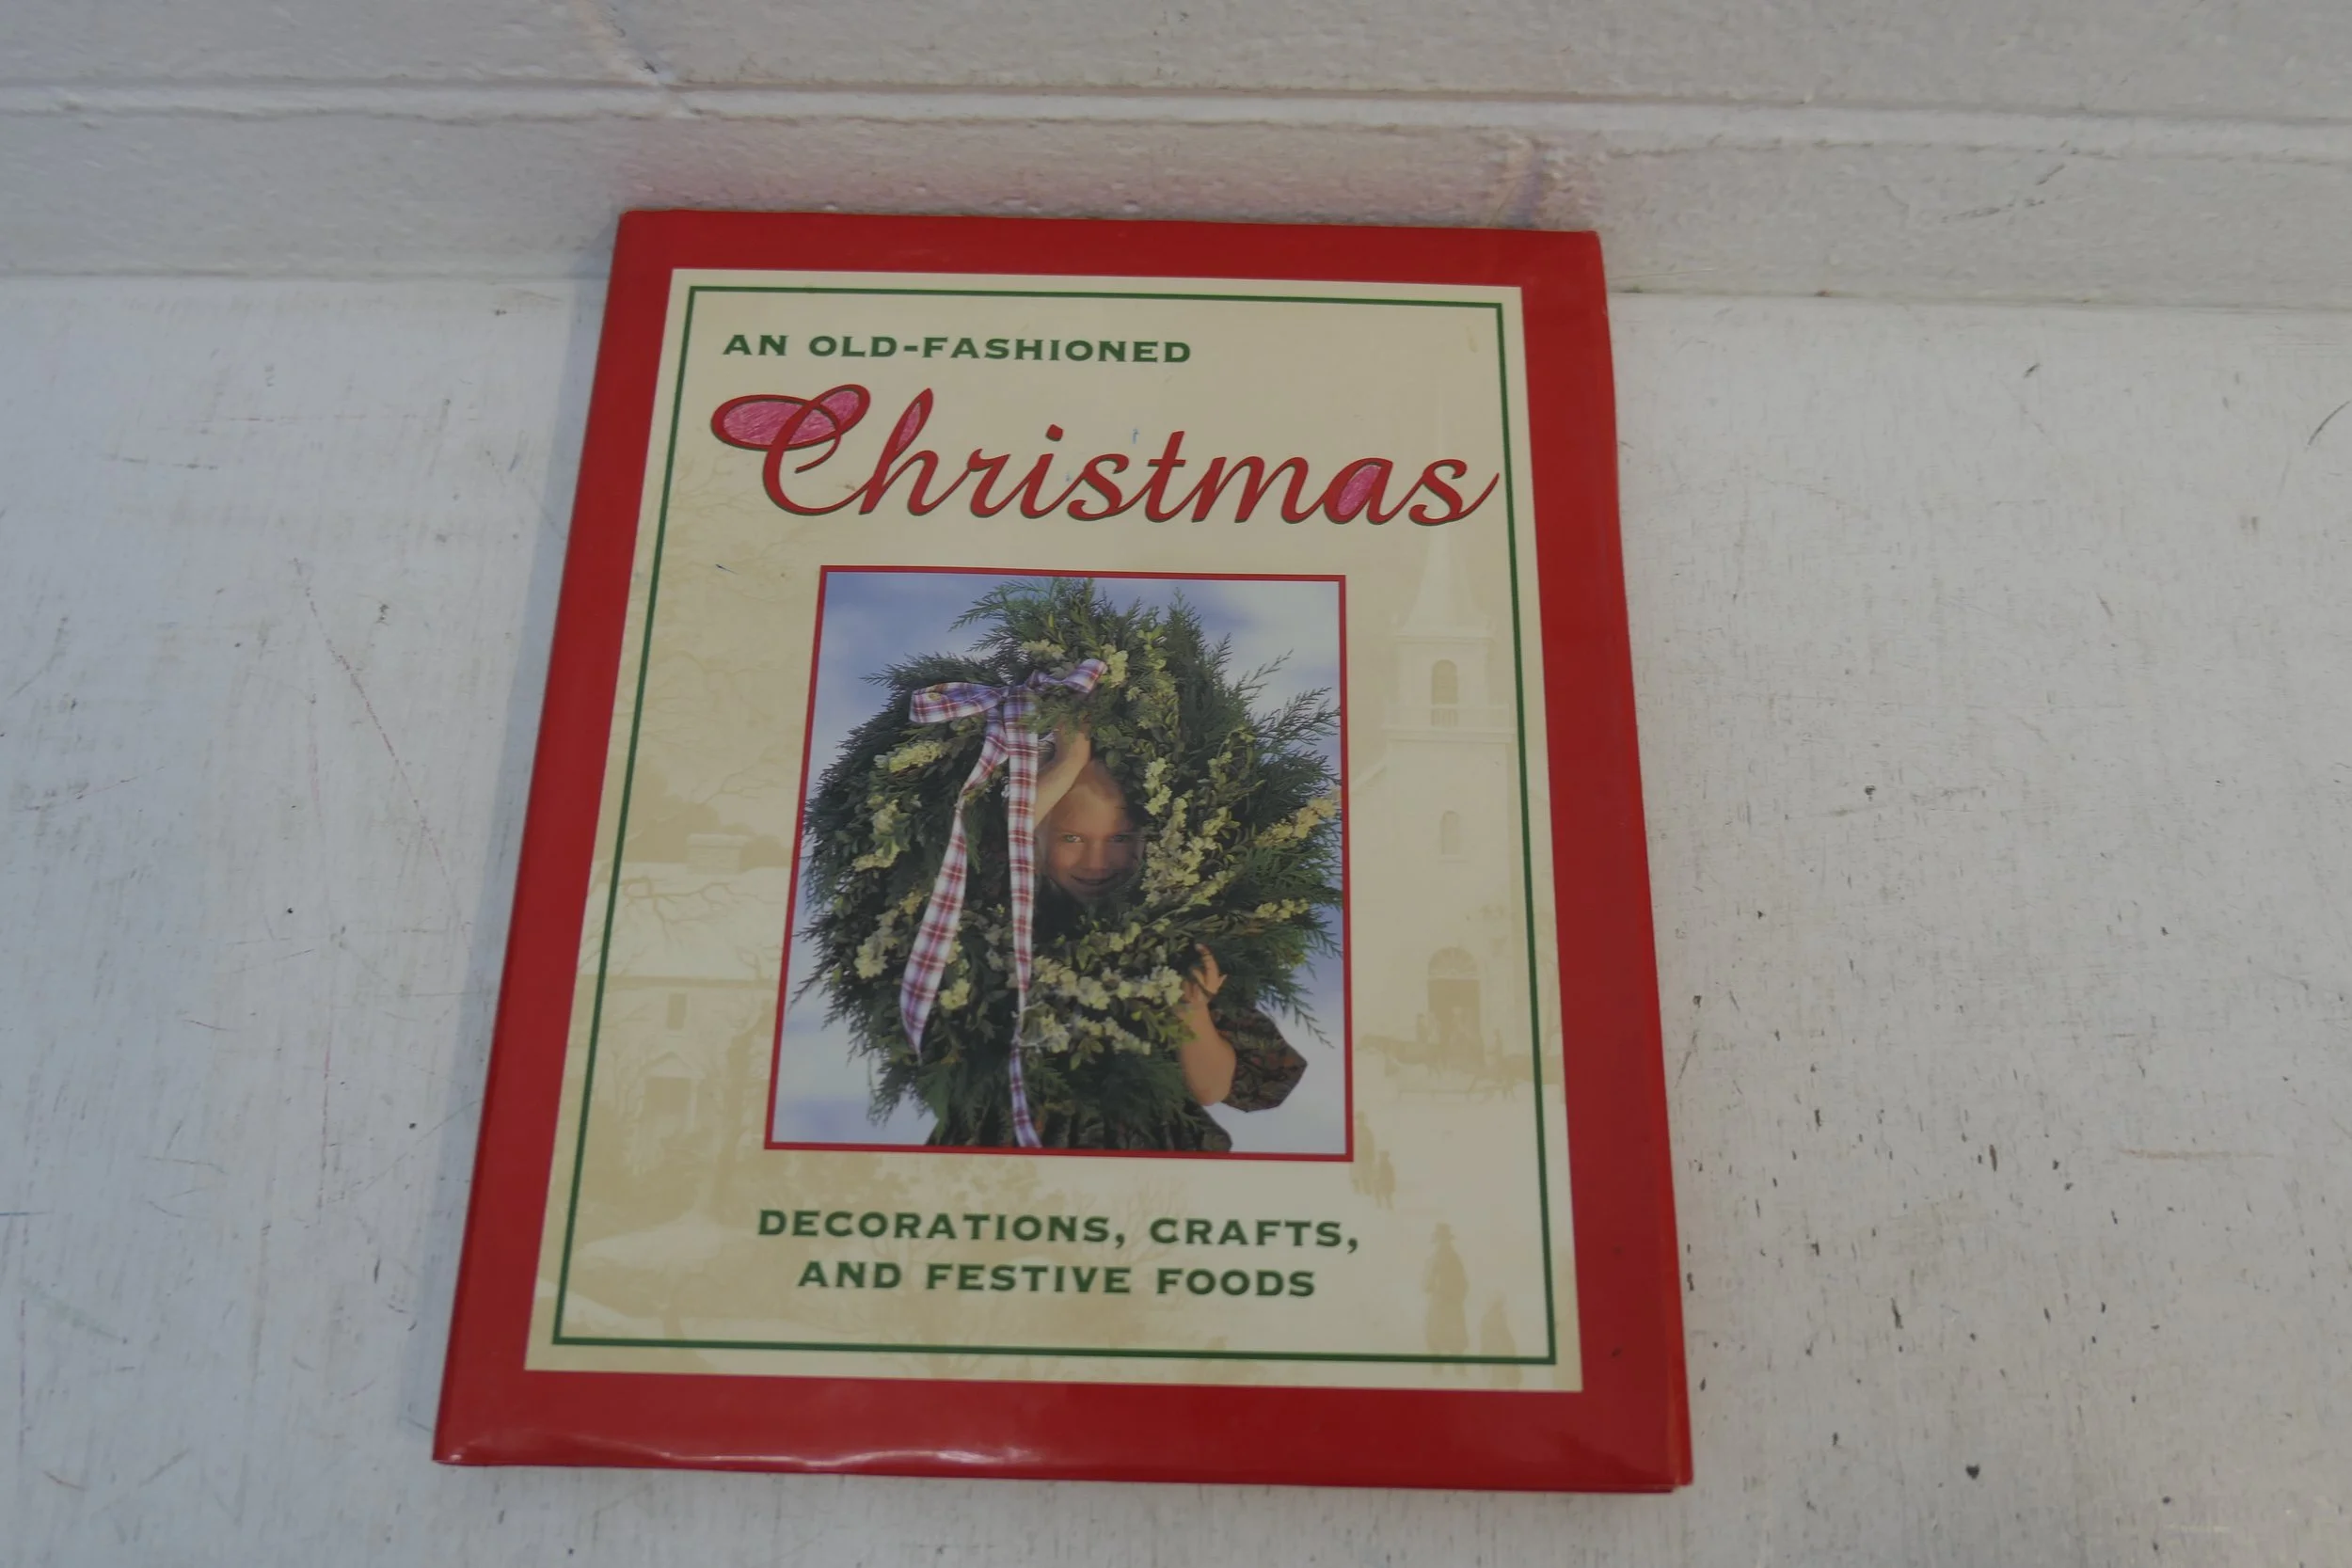 AN OLD-FASHIONED
Christmas
DECORATIONS, CRAFTS,
AND FESTIVE FOODS